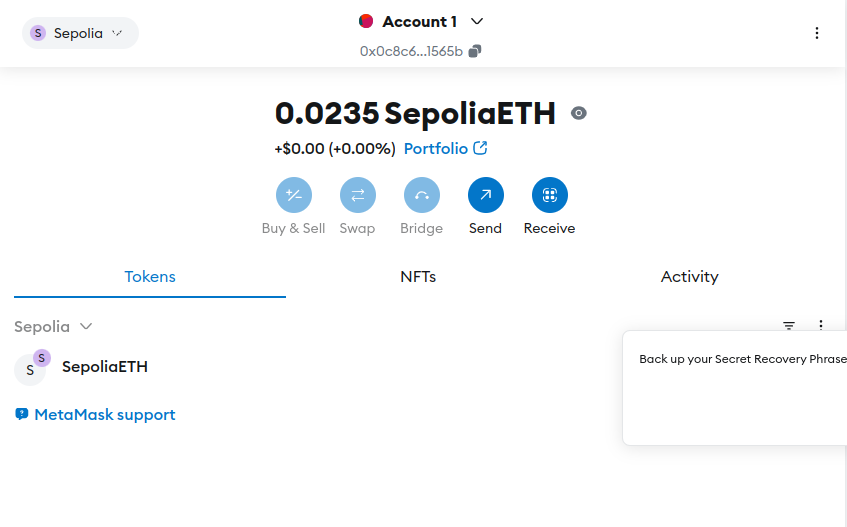 S Sepolia
Account 1
0x0c8c6...1565b
0.0235 SepoliaETH
+$0.00 (+0.00%) Portfolio
Buy & Sell
Swap
Bridge
Send
Receive
Tokens
NFTs
Activity
Sepolia
S
S
SepoliaETH
Back up your Secret Recovery Phrase
MetaMask support